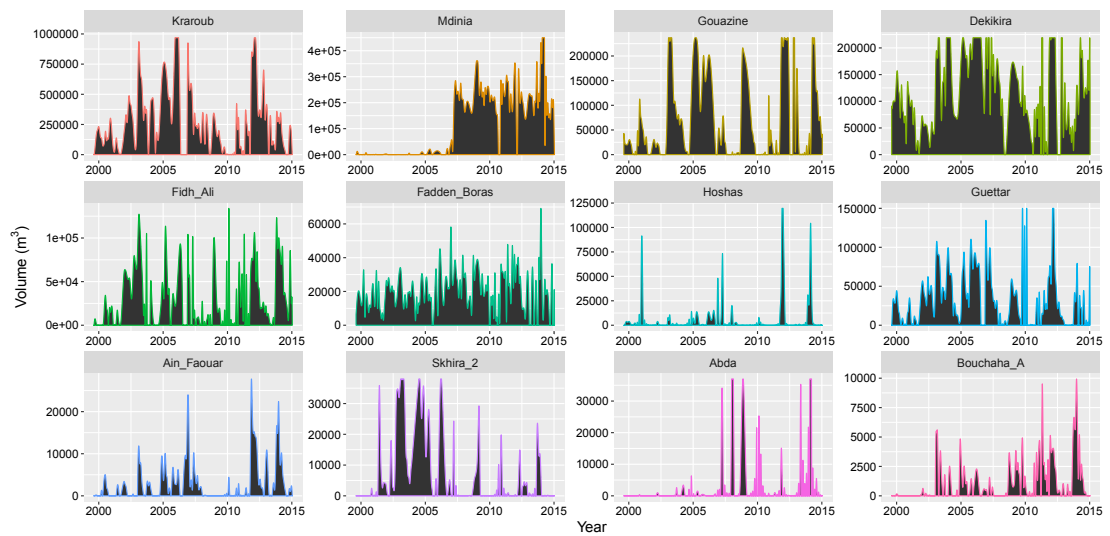 Kraroub
Mdinia
Gouazine
Dekikira
1000000
750000
500000
250000
0
4e+05
3e+05
2e+05
1e+05
0e+00
200000
150000
100000
50000
0
200000
150000
100000
50000
0
2000 2005 2010 2015
2000 2005 2010 2015
2000 2005 2010 2015
2000 2005 2010 2015
Fidh_Ali
Fadden_Boras
Hoshas
Guettar
1e+05
5e+04
0e+00
60000
40000
20000
0
125000
100000
75000
50000
25000
0
150000
100000
50000
0
2000 2005 2010 2015
2000 2005 2010 2015
2000 2005 2010 2015
2000 2005 2010 2015
Ain_Faouar
Skhira_2
Abda
Bouchaha_A
20000
10000
0
30000
20000
10000
0
30000
20000
10000
0
10000
7500
5000
2500
0
2000 2005 2010 2015
2000 2005 2010 2015
2000 2005 2010 2015
2000 2005 2010 2015
Volume (m³)
Year